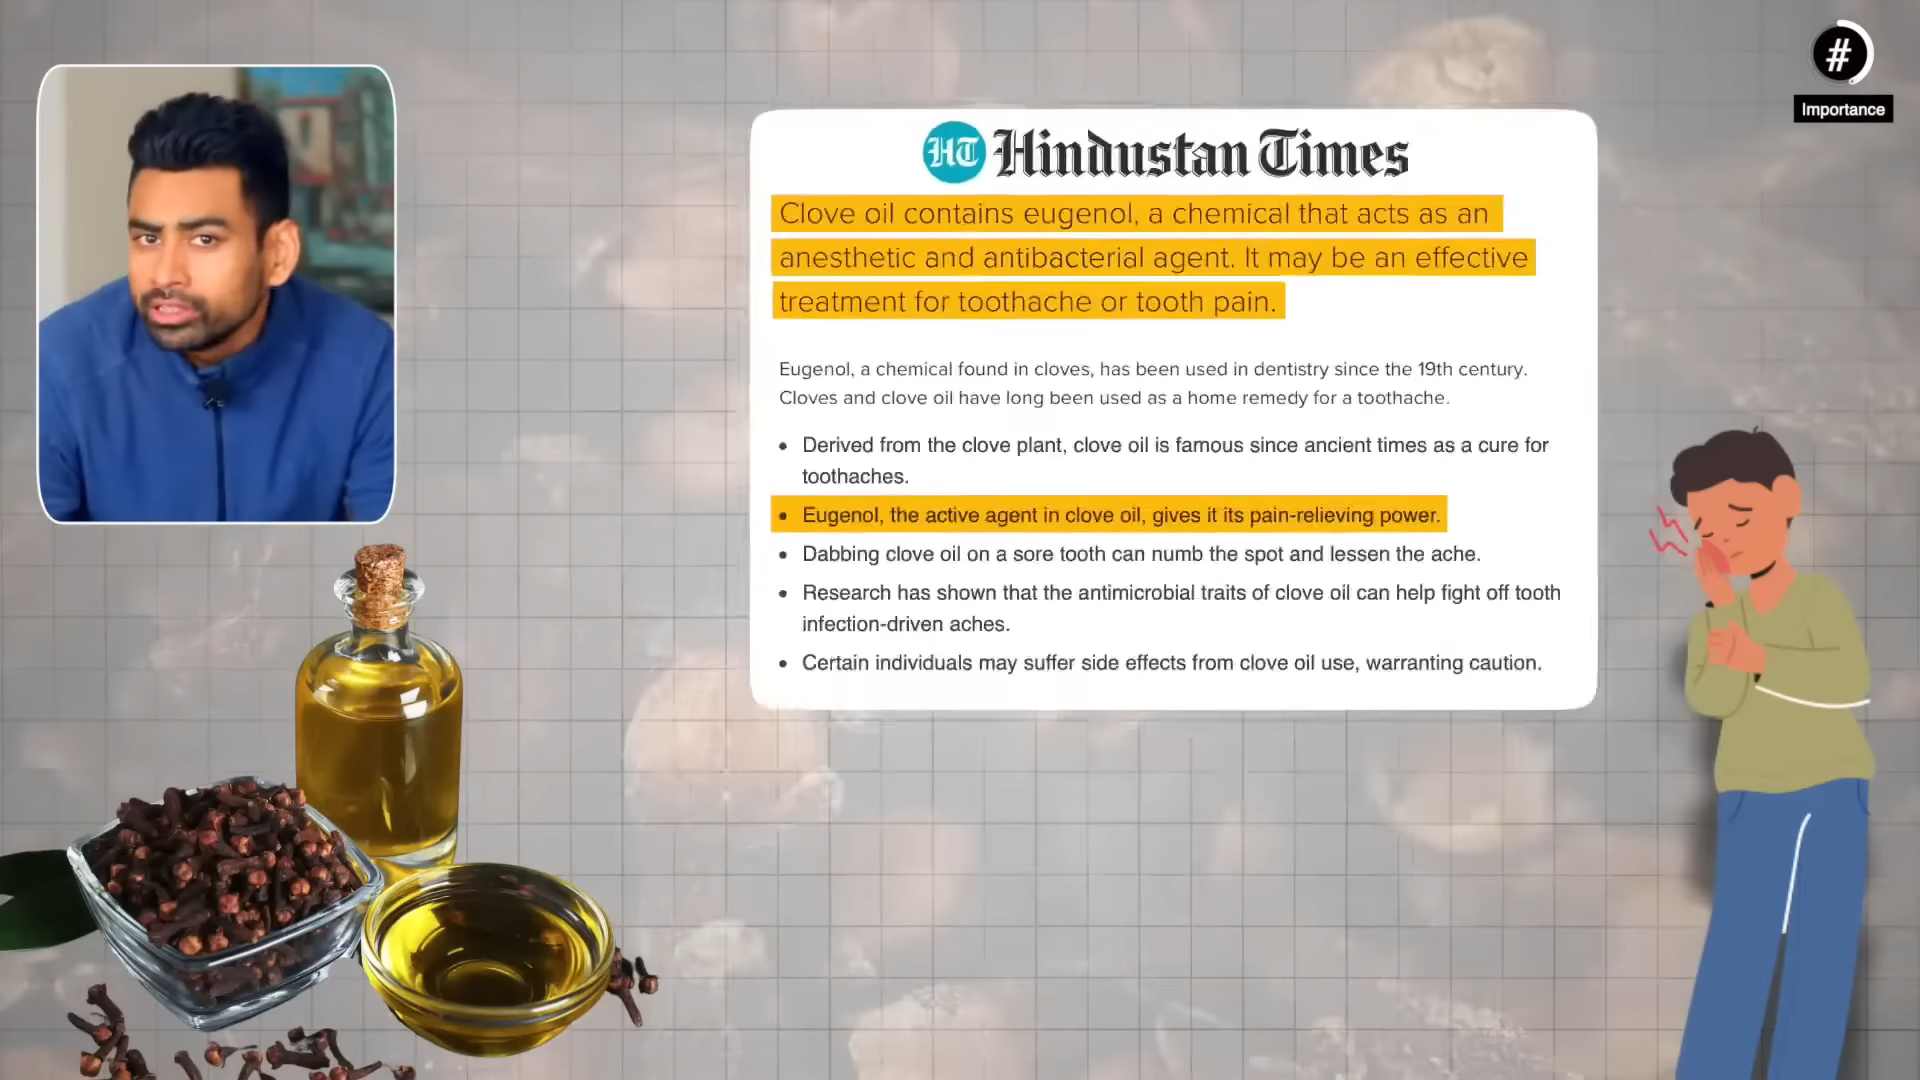 #
Importance
HT Hindustan Times
Clove oil contains eugenol, a chemical that acts as an
anesthetic and antibacterial agent. It may be an effective
treatment for toothache or tooth pain.
Eugenol, a chemical found in cloves, has been used in dentistry since the 19th century.
Cloves and clove oil have long been used as a home remedy for a toothache.
• Derived from the clove plant, clove oil is famous since ancient times as a cure for
toothaches.
• Eugenol, the active agent in clove oil, gives it its pain-relieving power.
• Dabbing clove oil on a sore tooth can numb the spot and lessen the ache.
• Research has shown that the antimicrobial traits of clove oil can help fight off tooth
infection-driven aches.
• Certain individuals may suffer side effects from clove oil use, warranting caution.